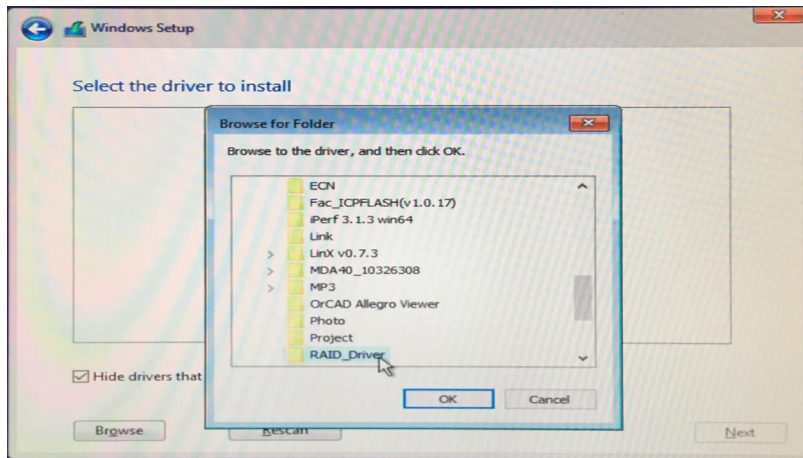 Windows Setup
Select the driver to install
Browse for Folder
Browse to the driver, and then click OK.
ECN
Fac_ICPFLASH(v1.0.17)
iPerf 3.1.3 win64
Link
LinX v0.7.3
MDA40_10326308
MP3
OrCAD Allegro Viewer
Photo
Project
RAID_Driver
Hide drivers that
OK Cancel
Browse Rescan Next